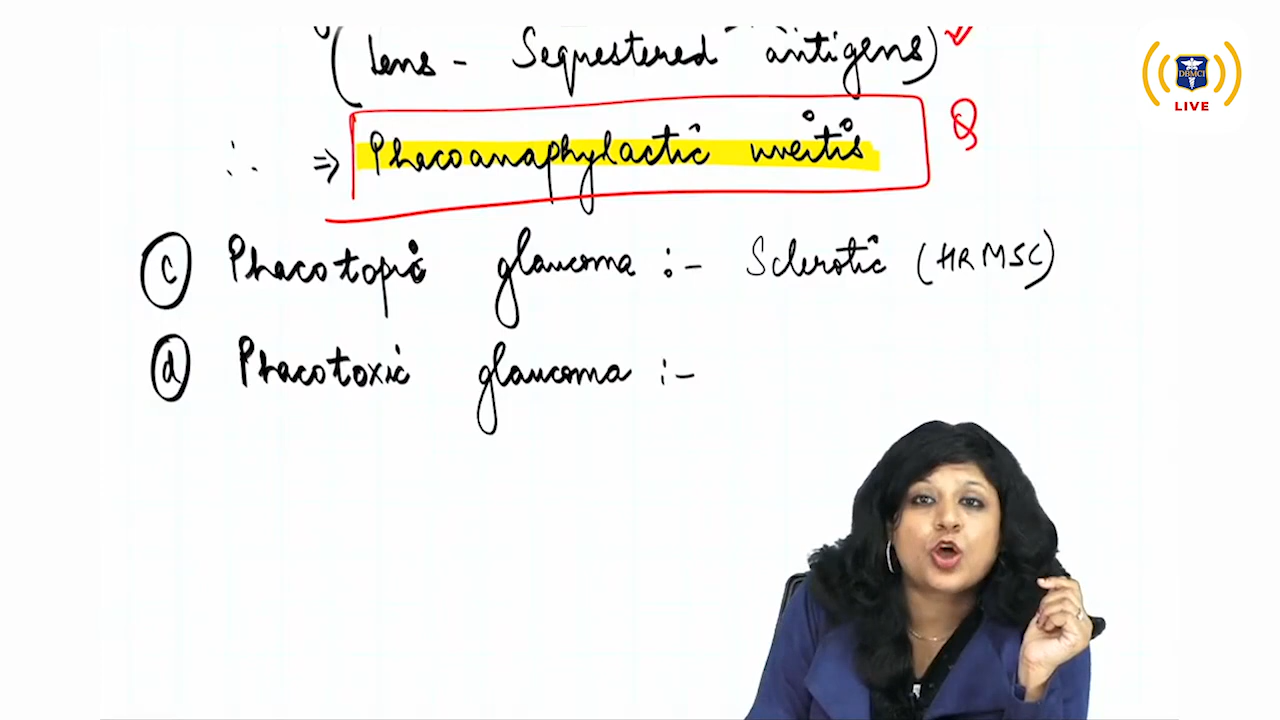 (Lens - Sequestered antigens)
∴ ⇒ Phacoanaphylactic uveitis Q
(c) Phacotopic glaucoma :- Sclerotic (HRMSC)
(d) Phacotoxic glaucoma :-
DBMCI
LIVE